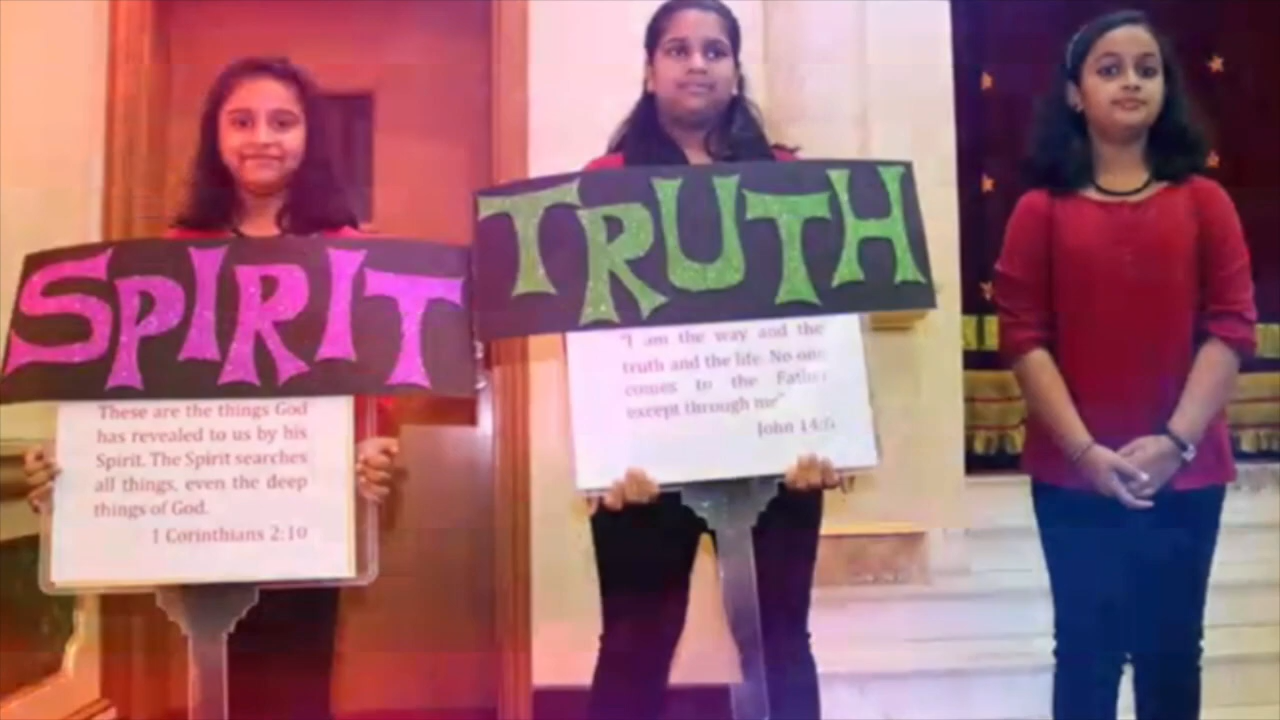 SPIRIT
These are the things God
has revealed to us by his
Spirit. The Spirit searches
all things, even the deep
things of God.
1 Corinthians 2:10
TRUTH
"I am the way and the
truth and the life. No one
comes to the Father
except through me"
John 14:6